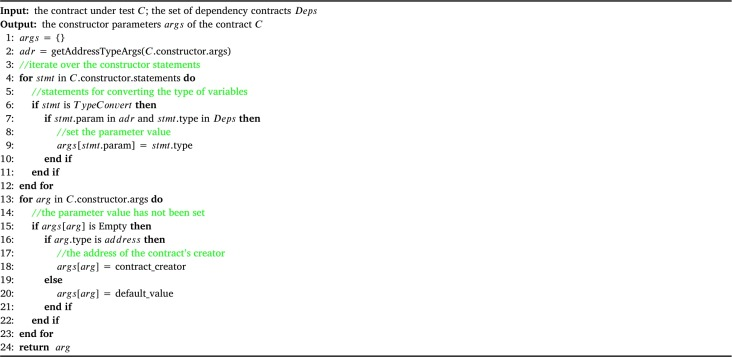 Input: the contract under test C; the set of dependency contracts Deps
Output: the constructor parameters args of the contract C
1: args = {}
2: adr = getAddressTypeArgs(C.constructor.args)
3: //iterate over the constructor statements
4: for stmt in C.constructor.statements do
5: //statements for converting the type of variables
6: if stmt is TypeConvert then
7: if stmt.param in adr and stmt.type in Deps then
8: //set the parameter value
9: args[stmt.param] = stmt.type
10: end if
11: end if
12: end for
13: for arg in C.constructor.args do
14: //the parameter value has not been set
15: if args[arg] is Empty then
16: if arg.type is address then
17: //the address of the contract's creator
18: args[arg] = contract_creator
19: else
20: args[arg] = default_value
21: end if
22: end if
23: end for
24: return arg